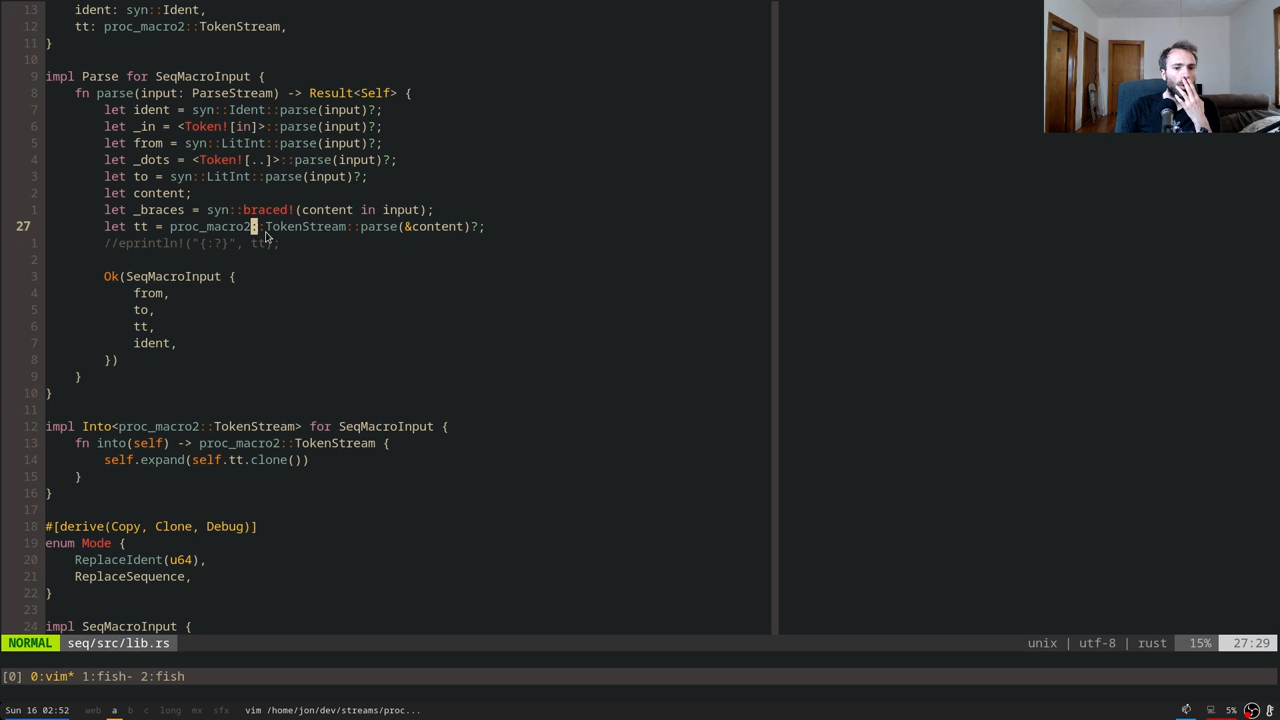 13 ident: syn::Ident,
12 tt: proc_macro2::TokenStream,
11 }
10
9 impl Parse for SeqMacroInput {
8 fn parse(input: ParseStream) -> Result<Self> {
7 let ident = syn::Ident::parse(input)?;
6 let _in = <Token![in]>::parse(input)?;
5 let from = syn::LitInt::parse(input)?;
4 let _dots = <Token![..]>::parse(input)?;
3 let to = syn::LitInt::parse(input)?;
2 let content;
1 let _braces = syn::braced!(content in input);
27 let tt = proc_macro2::TokenStream::parse(&content)?;
1 //eprintln!("{:?}", tt);
2
3 Ok(SeqMacroInput {
4 from,
5 to,
6 tt,
7 ident,
8 })
9 }
10 }
11
12 impl Into<proc_macro2::TokenStream> for SeqMacroInput {
13 fn into(self) -> proc_macro2::TokenStream {
14 self.expand(self.tt.clone())
15 }
16 }
17
18 #[derive(Copy, Clone, Debug)]
19 enum Mode {
20 ReplaceIdent(u64),
21 ReplaceSequence,
22 }
23
24 impl SeqMacroInput {
NORMAL seq/src/lib.rs unix | utf-8 | rust 15% 27:29
[0] 0:vim* 1:fish- 2:fish
Sun 16 02:52 web a b c long mx sfx vim /home/jon/dev/streams/proc... 5%